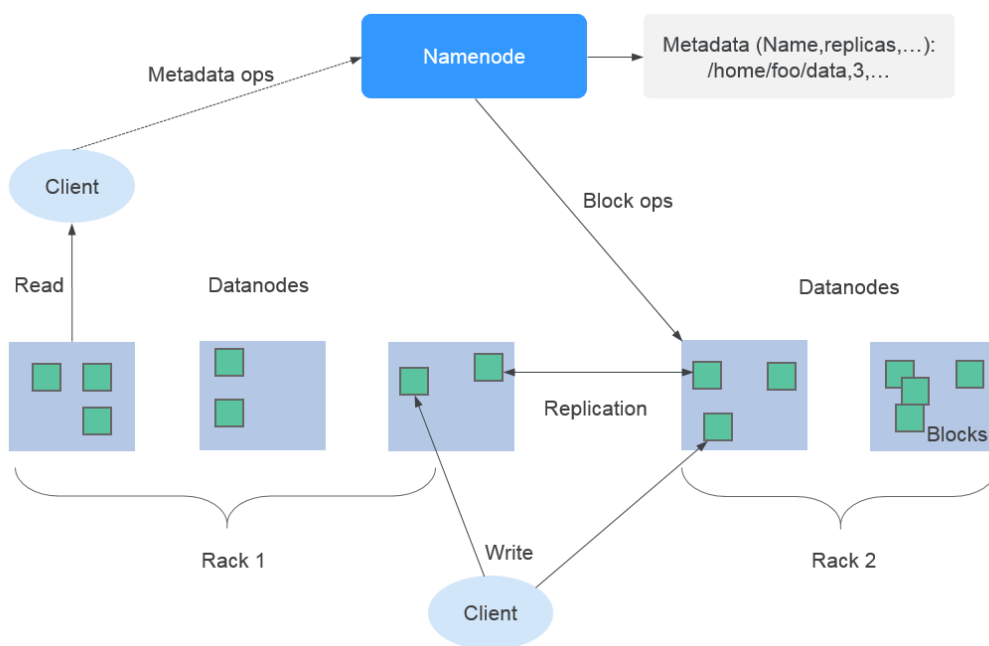 Namenode
Metadata (Name,replicas,…):
/home/foo/data,3,…
Metadata ops
Client
Block ops
Read
Datanodes
Datanodes
Replication
Blocks
Write
Rack 1
Rack 2
Client